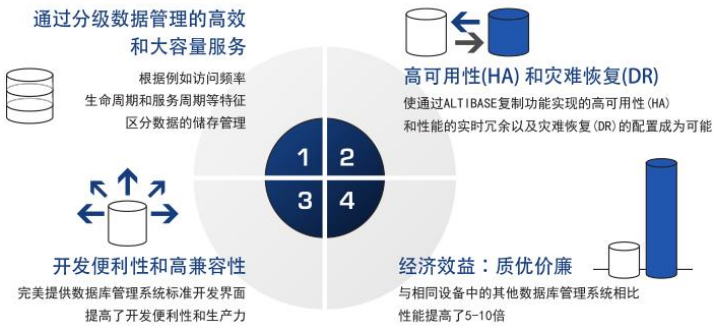 通过分级数据管理的高效
和大容量服务
根据例如访问频率
生命周期和服务周期等特征
区分数据的储存管理
高可用性(HA) 和灾难恢复(DR)
使通过ALTIBASE复制功能实现的高可用性(HA)
和性能的实时冗余以及灾难恢复(DR)的配置成为可能
1
2
3
4
开发便利性和高兼容性
完美提供数据库管理系统标准开发界面
提高了开发便利性和生产力
经济效益：质优价廉
与相同设备中的其他数据库管理系统相比
性能提高了5-10倍